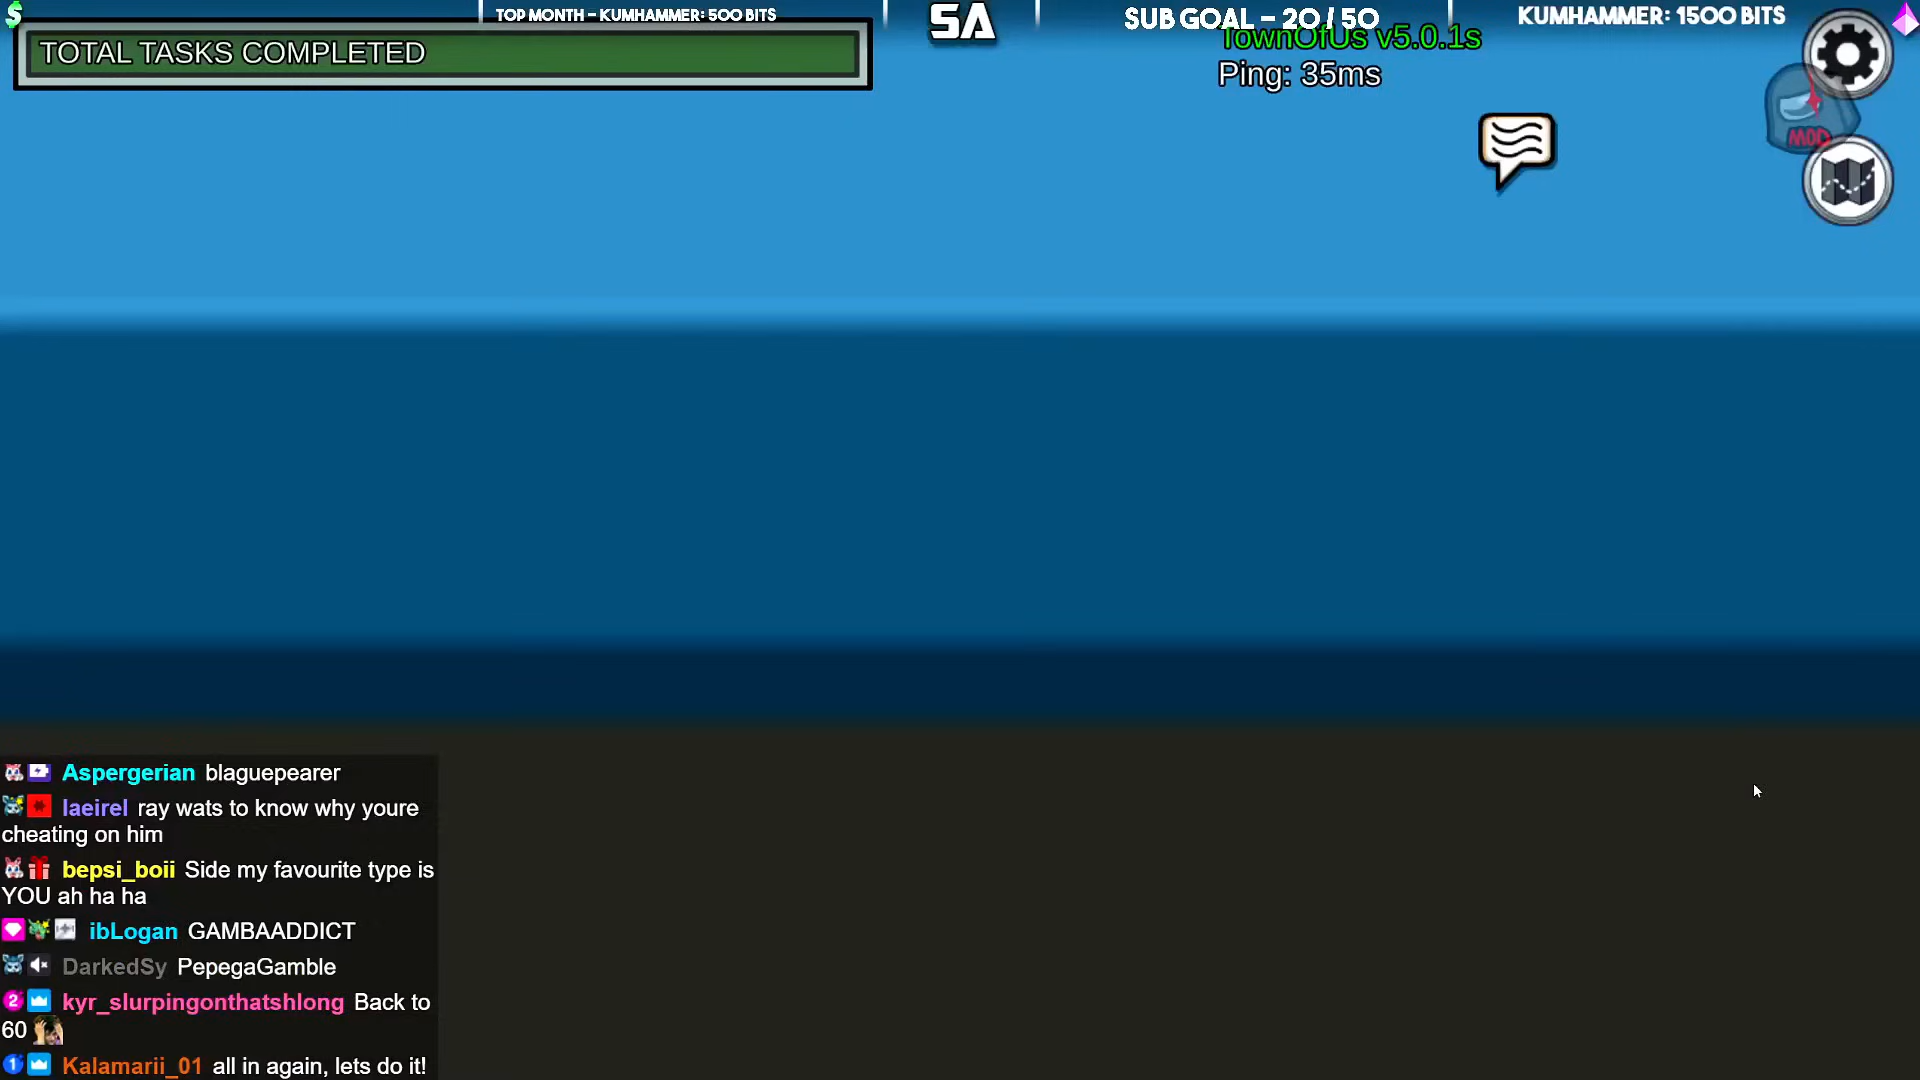 TOP MONTH - KUMHAMMER: 500 BITS
SA
SUB GOAL - 20 / 50
KUMHAMMER: 1500 BITS
TOTAL TASKS COMPLETED
TownOfUs v5.0.1s
Ping: 35ms
MOD
Aspergerian blaguepearer
laeirel ray wats to know why youre
cheating on him
bepsi_boii Side my favourite type is
YOU ah ha ha
ibLogan GAMBAADDICT
DarkedSy PepegaGamble
2 kyr_slurpingonthatshlong Back to
60
1 Kalamarii_01 all in again, lets do it!